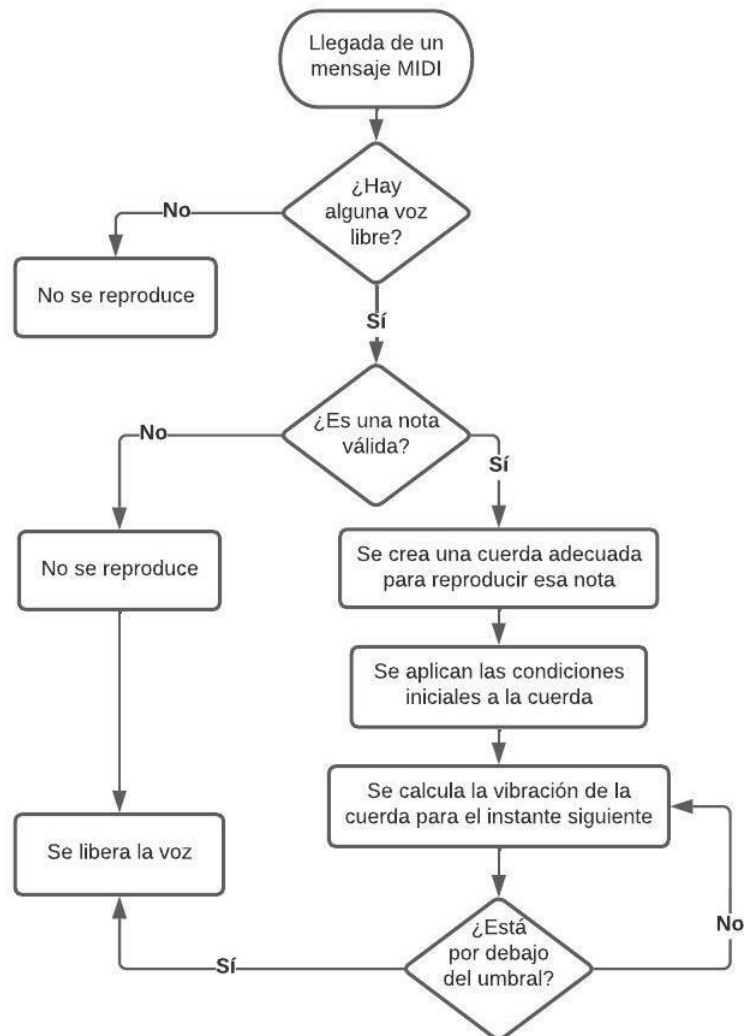 Llegada de un
mensaje MIDI
¿Hay
alguna voz
libre?
No
No se reproduce
Sí
¿Es una nota
válida?
No
Sí
No se reproduce
Se crea una cuerda adecuada
para reproducir esa nota
Se aplican las condiciones
iniciales a la cuerda
Se calcula la vibración de la
cuerda para el instante siguiente
Se libera la voz
¿Está
por debajo
del umbral?
No
Sí